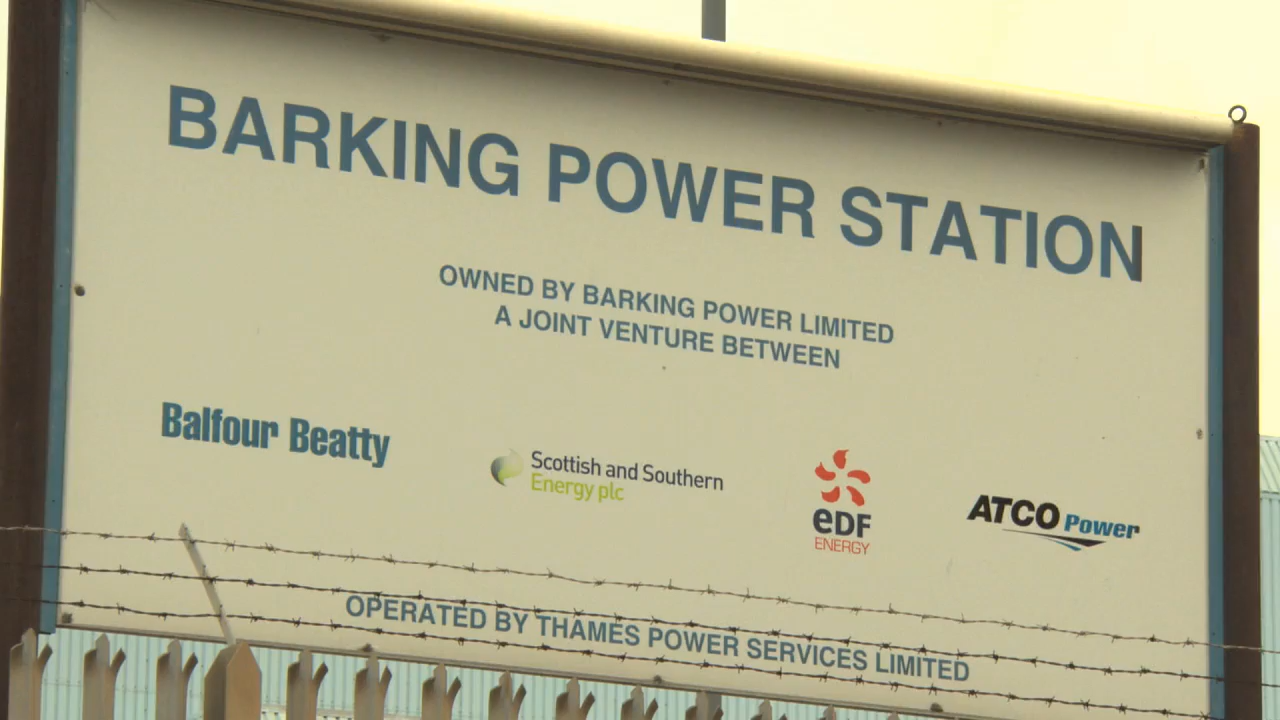 BARKING POWER STATION
OWNED BY BARKING POWER LIMITED
A JOINT VENTURE BETWEEN
Balfour Beatty
Scottish and Southern
Energy plc
eDF
ENERGY
ATCO Power
OPERATED BY THAMES POWER SERVICES LIMITED